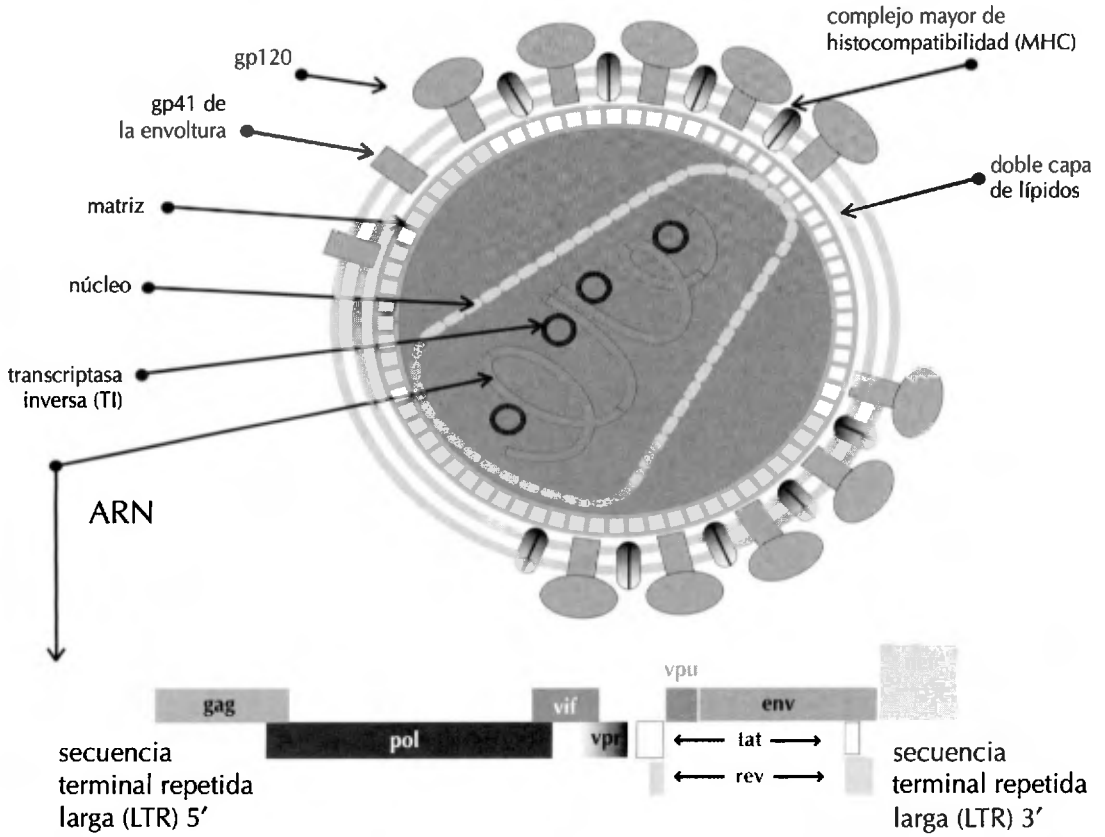 complejo mayor de
histocompatibilidad (MHC)
gp120
gp41 de
la envoltura
doble capa
de lípidos
matriz
núcleo
transcriptasa
inversa (TI)
ARN
vpu
gag
vif
env
pol
vpr
tat
rev
secuencia
terminal repetida
larga (LTR) 5′
secuencia
terminal repetida
larga (LTR) 3′